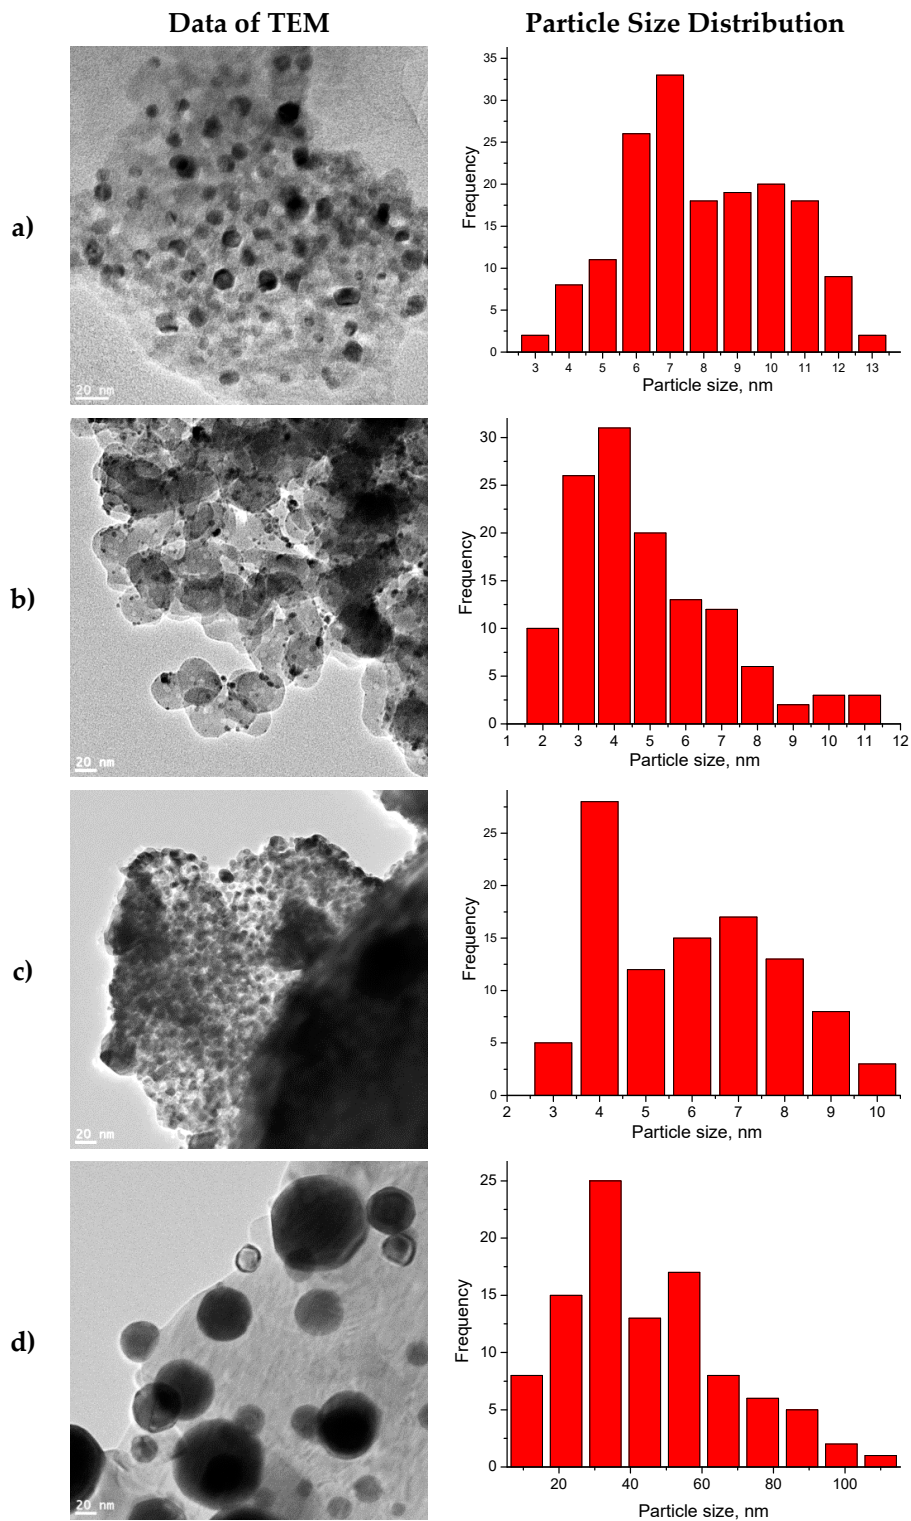 Data of TEM
Particle Size Distribution
a)
20 nm
35
30
25
20
15
10
5
0
Frequency
3 4 5 6 7 8 9 10 11 12 13
Particle size, nm
b)
20 nm
30
25
20
15
10
5
0
Frequency
1 2 3 4 5 6 7 8 9 10 11 12
Particle size, nm
c)
20 nm
25
20
15
10
5
0
Frequency
2 3 4 5 6 7 8 9 10
Particle size, nm
d)
20 nm
25
20
15
10
5
0
Frequency
20 40 60 80 100
Particle size, nm